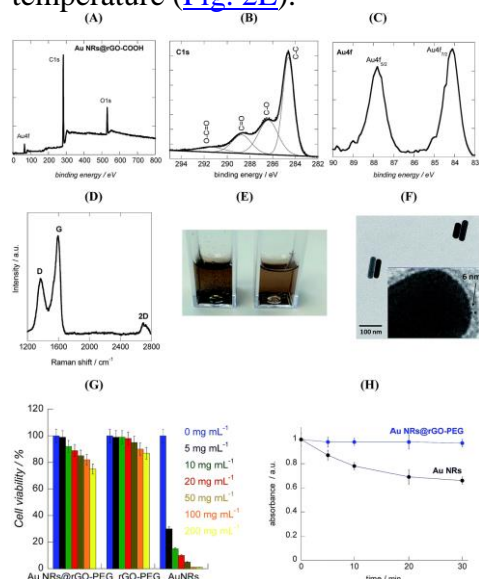 temperature (Fig. 2E).
(A)
(B)
(C)
Au NRs@rGO-COOH
C1s
O1s
Au4f
0 100 200 300 400 500 600 700 800
binding energy / eV
C1s
O-C=O
C=O
C-O
C-C
294 292 290 288 286 284 282
binding energy / eV
Au4f
Au4f5/2
Au4f7/2
90 89 88 87 86 85 84 83
binding energy / eV
(D)
(E)
(F)
Intensity / a.u.
D
G
2D
1200 1600 2000 2400 2800
Raman shift / cm-1
6 nm
100 nm
(G)
(H)
Cell viability / %
120
100
80
60
40
20
0
0 mg mL-1
5 mg mL-1
10 mg mL-1
20 mg mL-1
50 mg mL-1
100 mg mL-1
200 mg mL-1
Au NRs@rGO-PEG rGO-PEG AuNRs
absorbance / a.u.
1
0.8
0.6
0.4
0.2
0
Au NRs@rGO-PEG
Au NRs
0 10 20 30
time / min